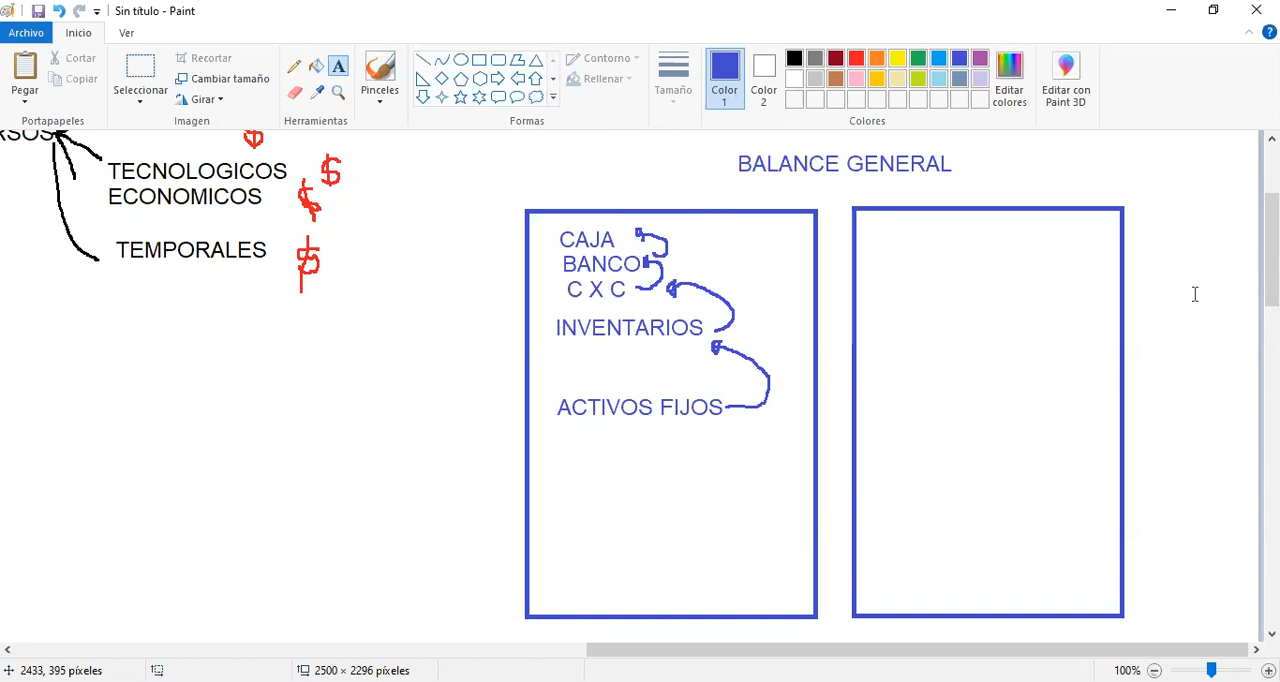 Sin título - Paint
Archivo
Inicio
Ver
Pegar
Cortar
Copiar
Portapapeles
Seleccionar
Recortar
Cambiar tamaño
Girar
Imagen
A
Herramientas
Pinceles
Contorno
Rellenar
Formas
Tamaño
Color 1
Color 2
Editar colores
Colores
Editar con Paint 3D
RSOS
$
TECNOLOGICOS $
ECONOMICOS $
TEMPORALES $
BALANCE GENERAL
CAJA
BANCO
C X C
INVENTARIOS
ACTIVOS FIJOS
2433, 395 píxeles
2500 × 2296 píxeles
100%